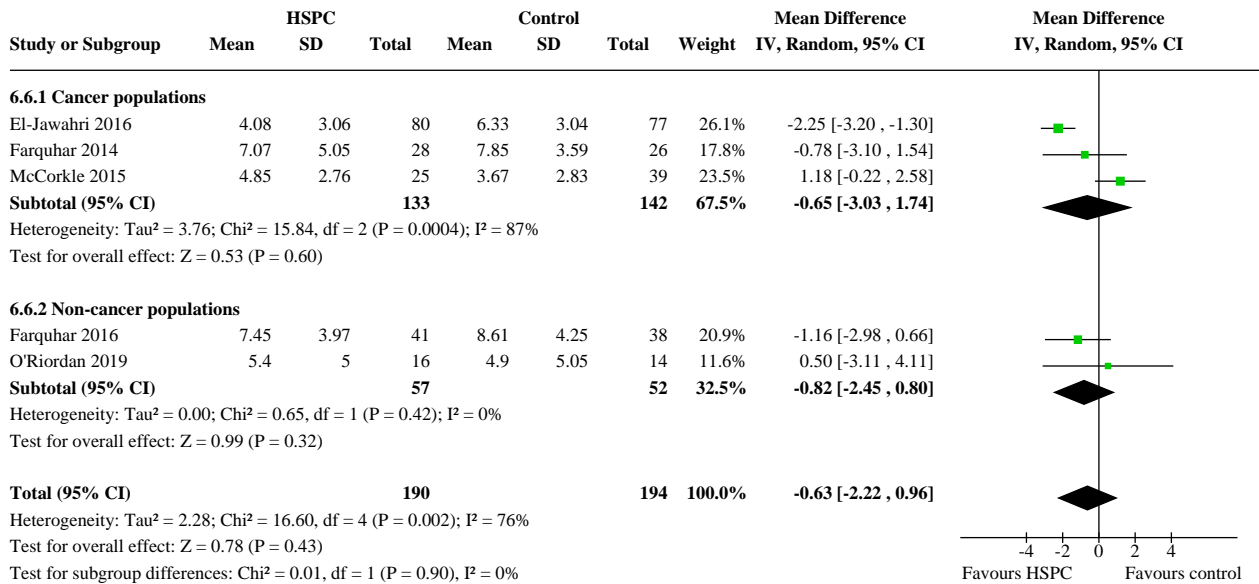 HSPC Control Mean Difference Mean Difference
Study or Subgroup Mean SD Total Mean SD Total Weight IV, Random, 95% CI IV, Random, 95% CI
6.6.1 Cancer populations
El-Jawahri 2016 4.08 3.06 80 6.33 3.04 77 26.1% -2.25 [-3.20 , -1.30]
Farquhar 2014 7.07 5.05 28 7.85 3.59 26 17.8% -0.78 [-3.10 , 1.54]
McCorkle 2015 4.85 2.76 25 3.67 2.83 39 23.5% 1.18 [-0.22 , 2.58]
Subtotal (95% CI) 133 142 67.5% -0.65 [-3.03 , 1.74]
Heterogeneity: Tau² = 3.76; Chi² = 15.84, df = 2 (P = 0.0004); I² = 87%
Test for overall effect: Z = 0.53 (P = 0.60)
6.6.2 Non-cancer populations
Farquhar 2016 7.45 3.97 41 8.61 4.25 38 20.9% -1.16 [-2.98 , 0.66]
O'Riordan 2019 5.4 5 16 4.9 5.05 14 11.6% 0.50 [-3.11 , 4.11]
Subtotal (95% CI) 57 52 32.5% -0.82 [-2.45 , 0.80]
Heterogeneity: Tau² = 0.00; Chi² = 0.65, df = 1 (P = 0.42); I² = 0%
Test for overall effect: Z = 0.99 (P = 0.32)
Total (95% CI) 190 194 100.0% -0.63 [-2.22 , 0.96]
Heterogeneity: Tau² = 2.28; Chi² = 16.60, df = 4 (P = 0.002); I² = 76%
Test for overall effect: Z = 0.78 (P = 0.43)
-4 -2 0 2 4
Test for subgroup differences: Chi² = 0.01, df = 1 (P = 0.90), I² = 0% Favours HSPC Favours control